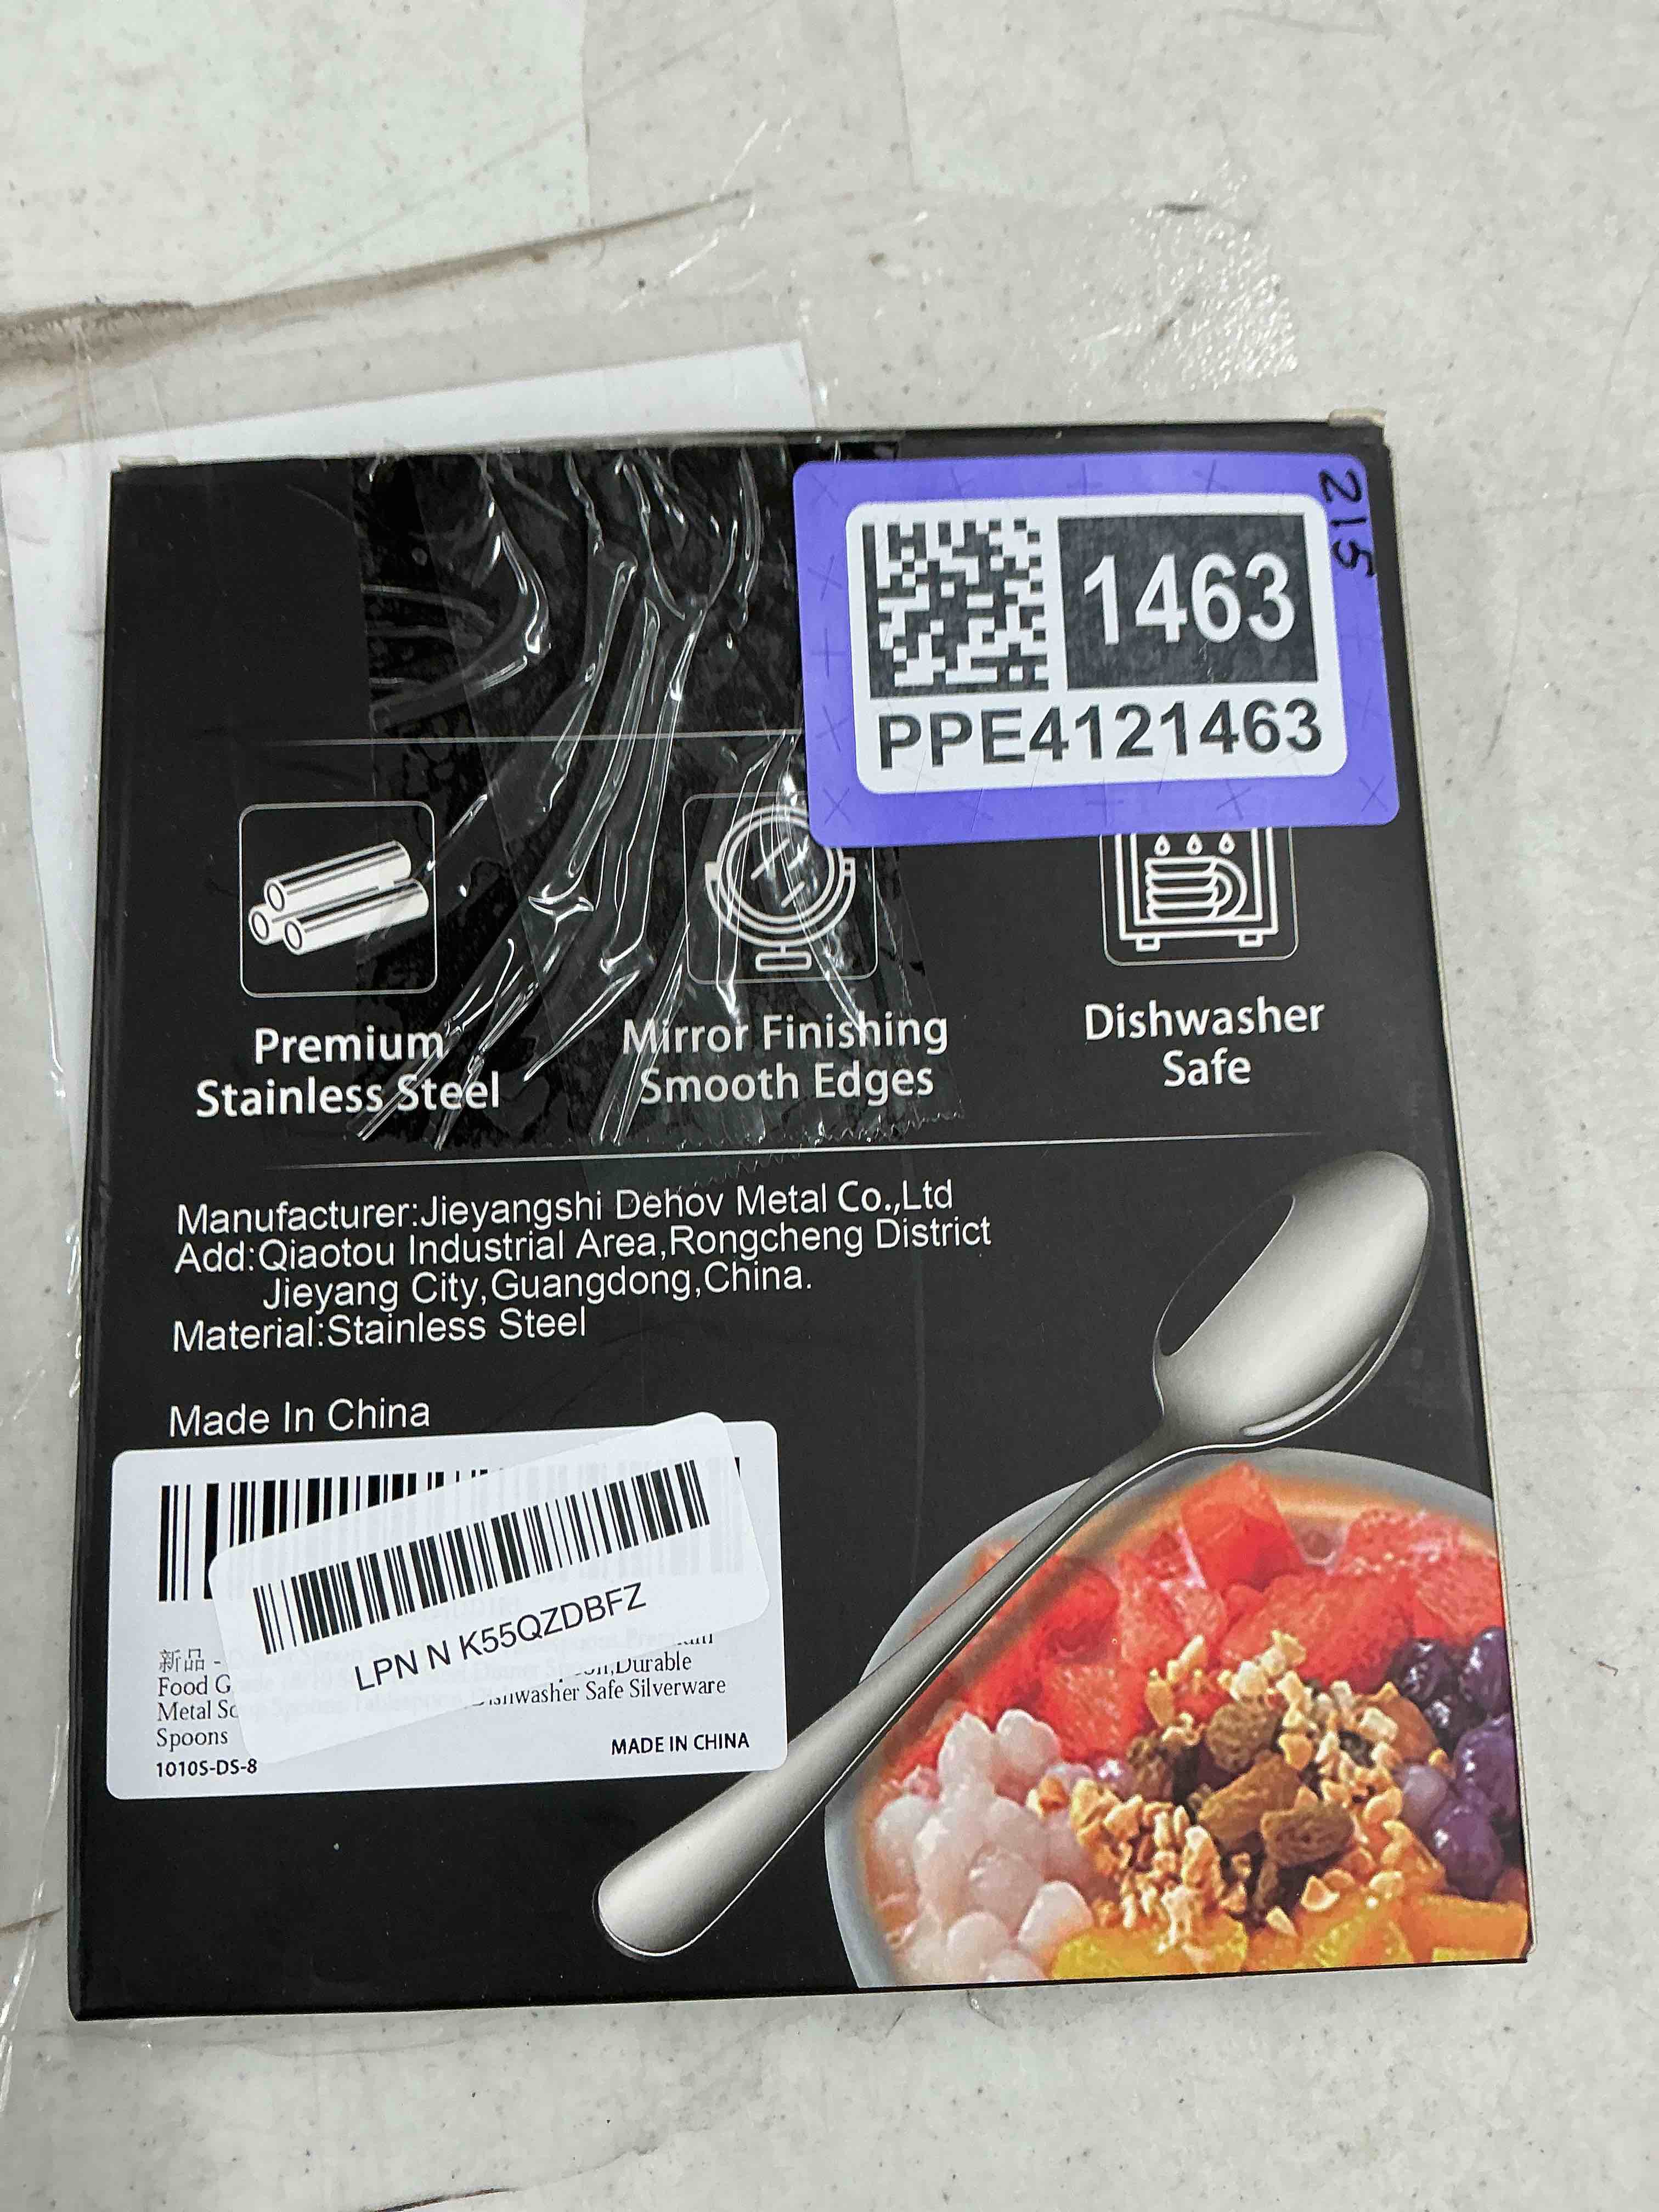 215
1463
PPE4121463
Premium
Stainless Steel
Mirror Finishing
Smooth Edges
Dishwasher
Safe
Manufacturer:Jieyangshi Dehov Metal Co.,Ltd
Add:Qiaotou Industrial Area,Rongcheng District
Jieyang City,Guangdong,China.
Material:Stainless Steel
Made In China
LPN N K55QZDBFZ
新品 -
Food G
Durable
Metal
Safe Silverware
Spoons
MADE IN CHINA
1010S-DS-8